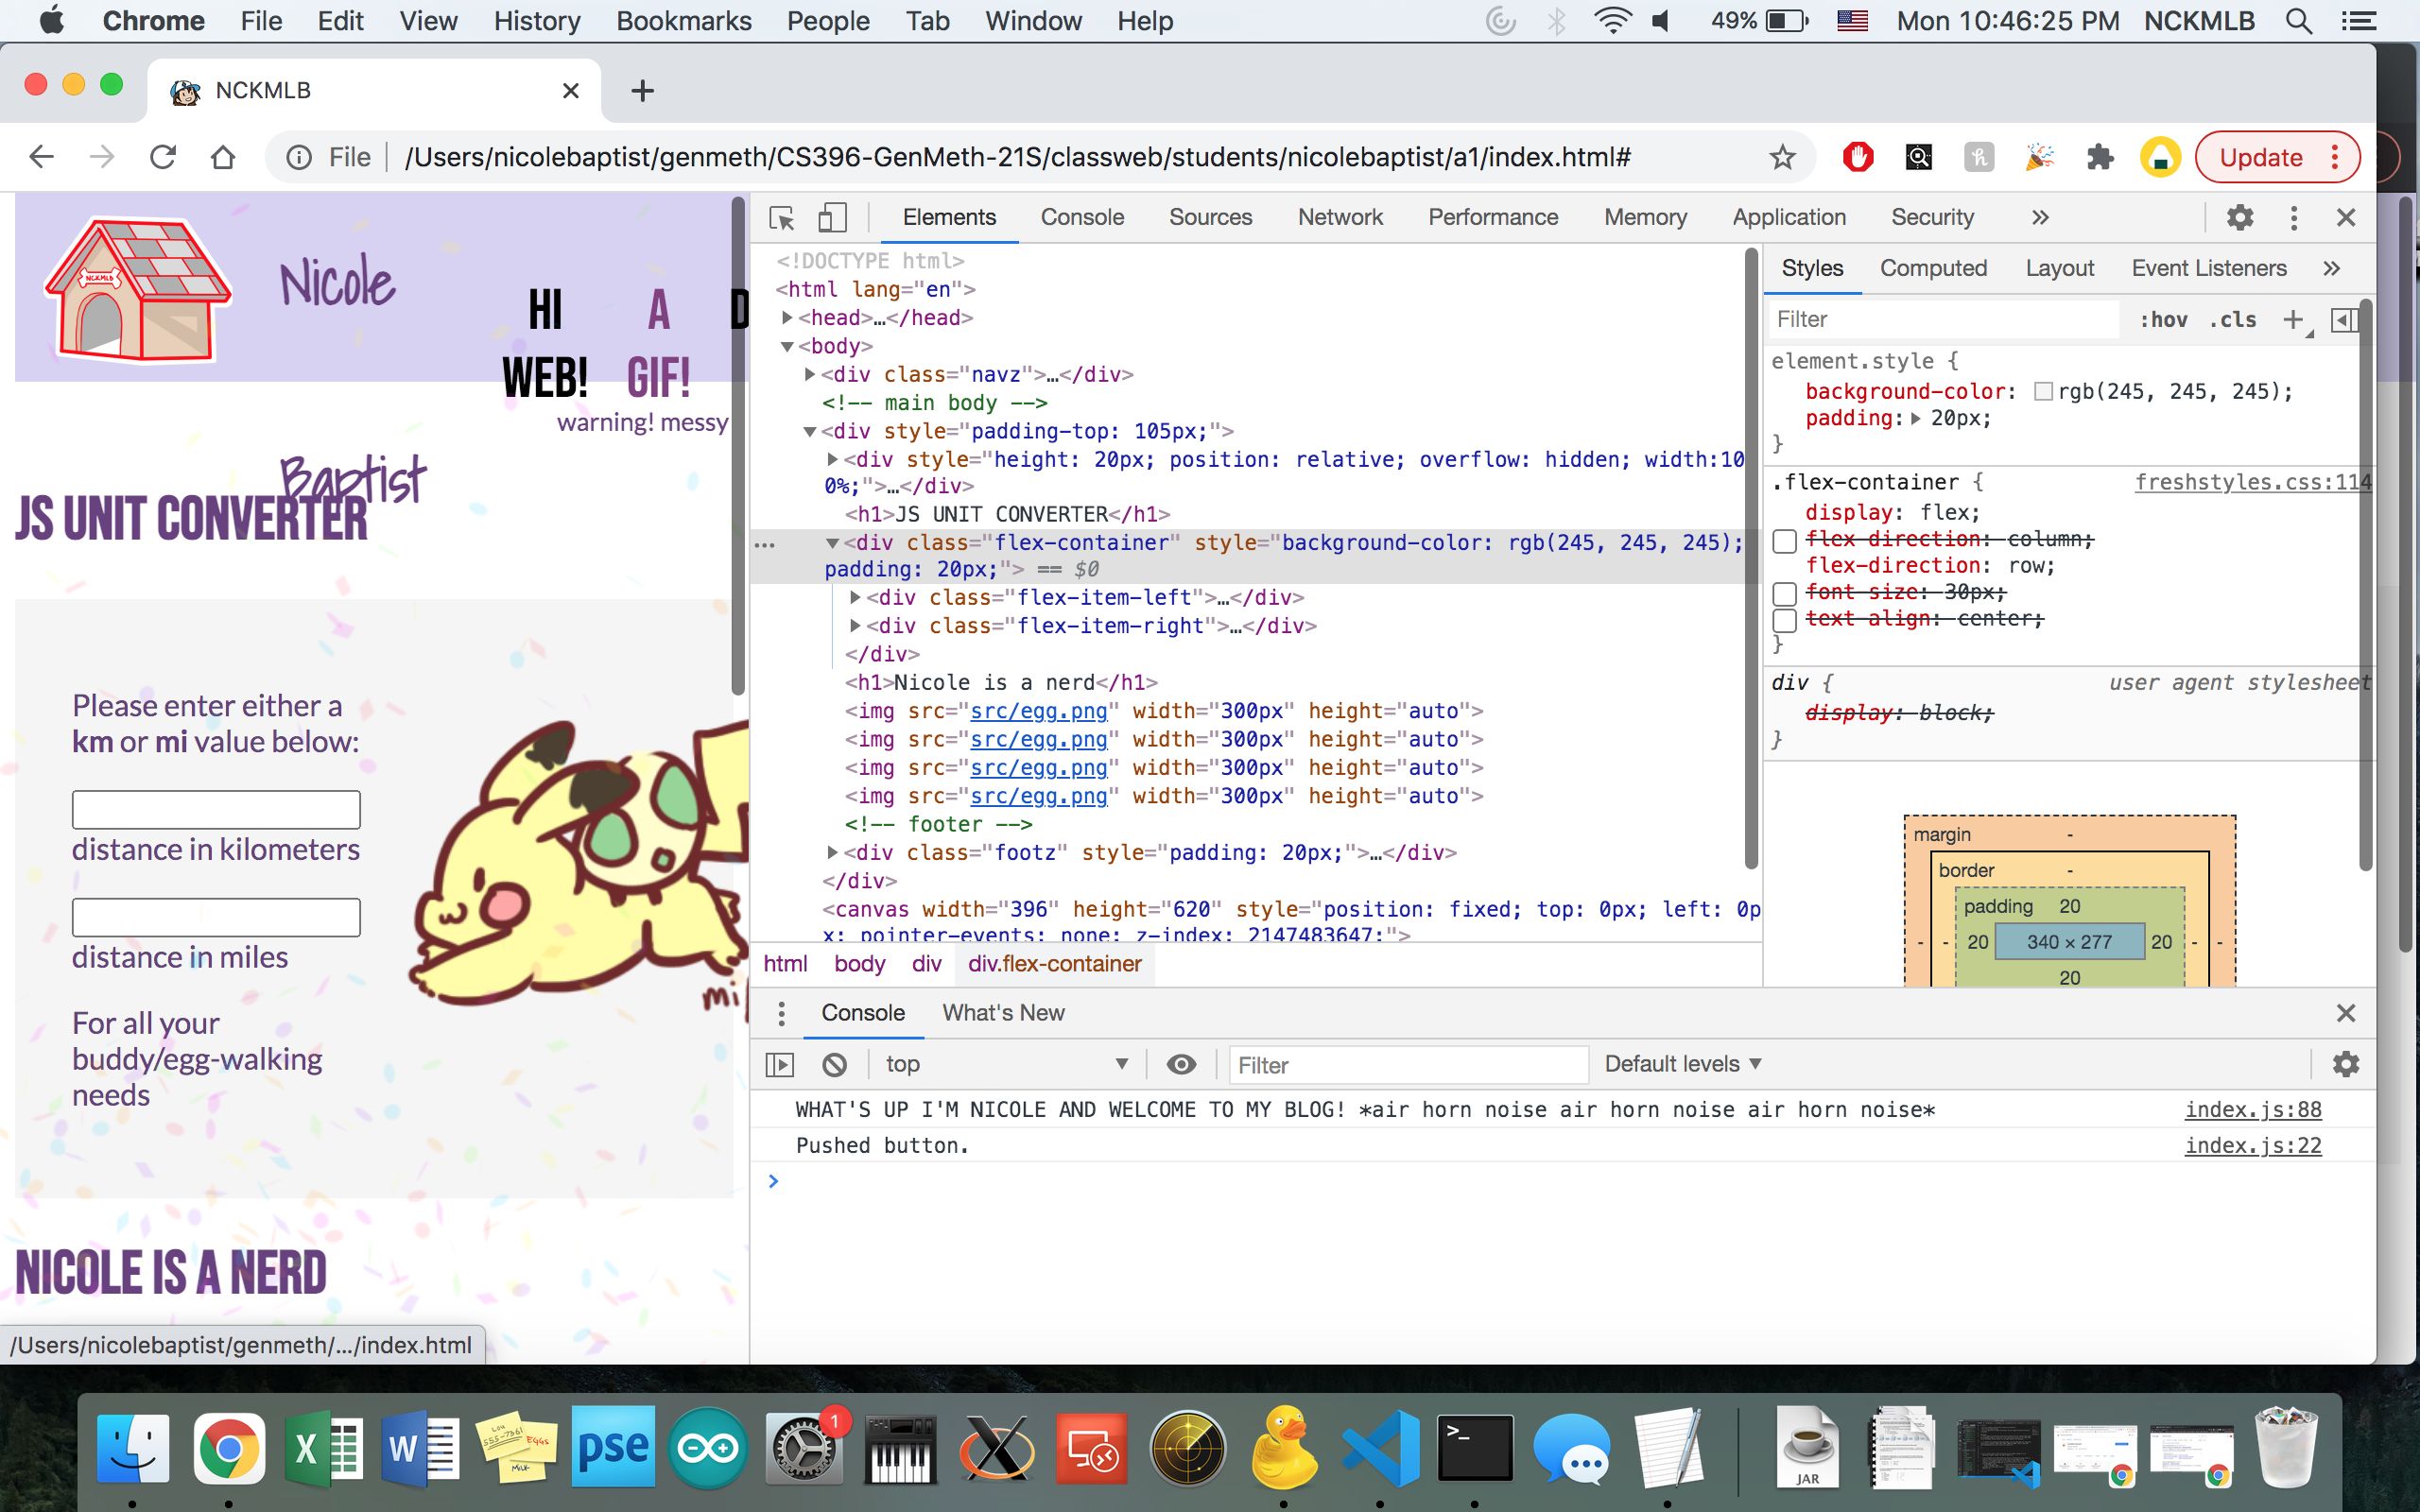 Chrome File Edit View History Bookmarks People Tab Window Help 49% Mon 10:46:25 PM NCKMLB
NCKMLB
File /Users/nicolebaptist/genmeth/CS396-GenMeth-21S/classweb/students/nicolebaptist/a1/index.html# Update
NCKMLB
Nicole
HI A D
WEB! GIF!
warning! messy
Baptist
JS UNIT CONVERTER
Please enter either a
km or mi value below:
distance in kilometers
distance in miles
For all your
buddy/egg-walking
needs
NICOLE IS A NERD
/Users/nicolebaptist/genmeth/.../index.html
Elements Console Sources Network Performance Memory Application Security »
<!DOCTYPE html>
<html lang="en">
<head>…</head>
<body>
<div class="navz">…</div>
<!-- main body -->
<div style="padding-top: 105px;">
<div style="height: 20px; position: relative; overflow: hidden; width:10
0%;">…</div>
<h1>JS UNIT CONVERTER</h1>
<div class="flex-container" style="background-color: rgb(245, 245, 245);
padding: 20px;"> == $0
<div class="flex-item-left">…</div>
<div class="flex-item-right">…</div>
</div>
<h1>Nicole is a nerd</h1>
<img src="src/egg.png" width="300px" height="auto">
<img src="src/egg.png" width="300px" height="auto">
<img src="src/egg.png" width="300px" height="auto">
<img src="src/egg.png" width="300px" height="auto">
<!-- footer -->
<div class="footz" style="padding: 20px;">…</div>
</div>
<canvas width="396" height="620" style="position: fixed; top: 0px; left: 0p
x; pointer-events: none; z-index: 2147483647;">
html body div div.flex-container
Styles Computed Layout Event Listeners »
Filter :hov .cls +
element.style {
background-color: rgb(245, 245, 245);
padding: 20px;
}
.flex-container { freshstyles.css:114
display: flex;
flex-direction: column;
flex-direction: row;
font-size: 30px;
text-align: center;
}
div { user agent stylesheet
display: block;
}
margin -
border -
padding 20
- - 20 340 × 277 20 - -
20
Console What's New
top Filter Default levels
WHAT'S UP I'M NICOLE AND WELCOME TO MY BLOG! *air horn noise air horn noise air horn noise* index.js:88
Pushed button. index.js:22
1
pse
>_
JAR